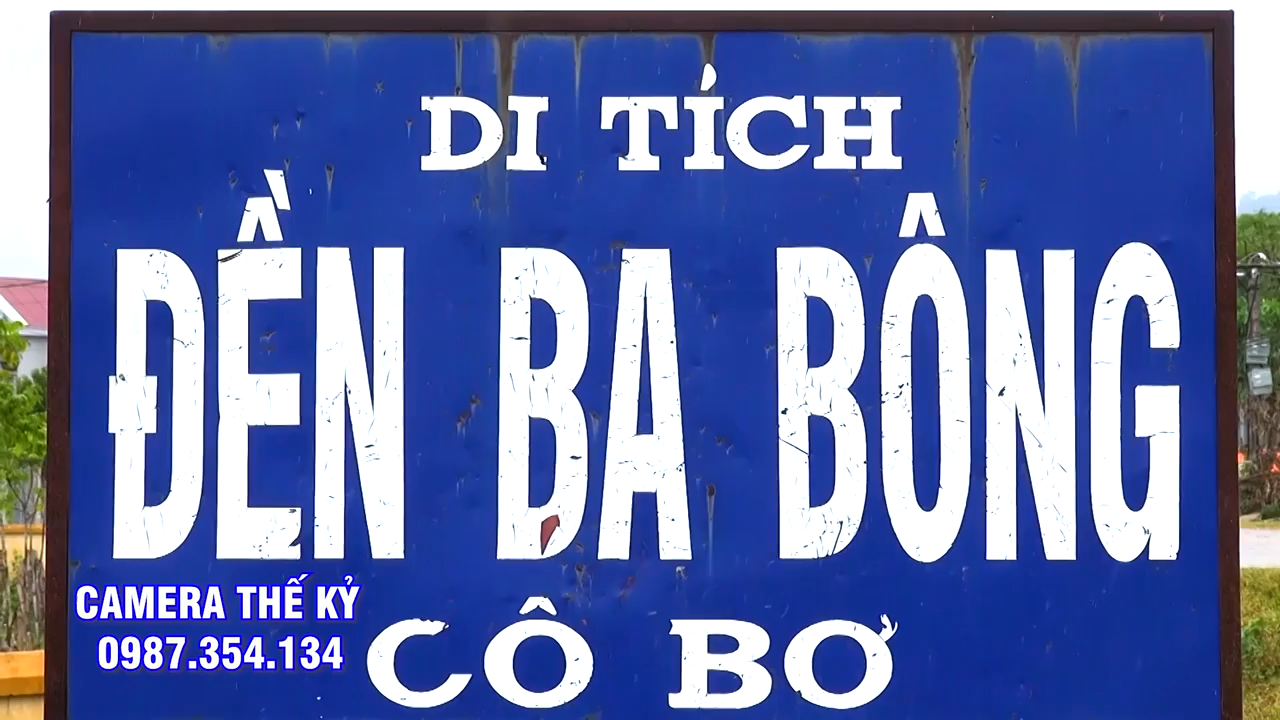 DI TÍCH
ĐỀN BA BÔNG
CÔ BƠ
CAMERA THẾ KỶ
0987.354.134